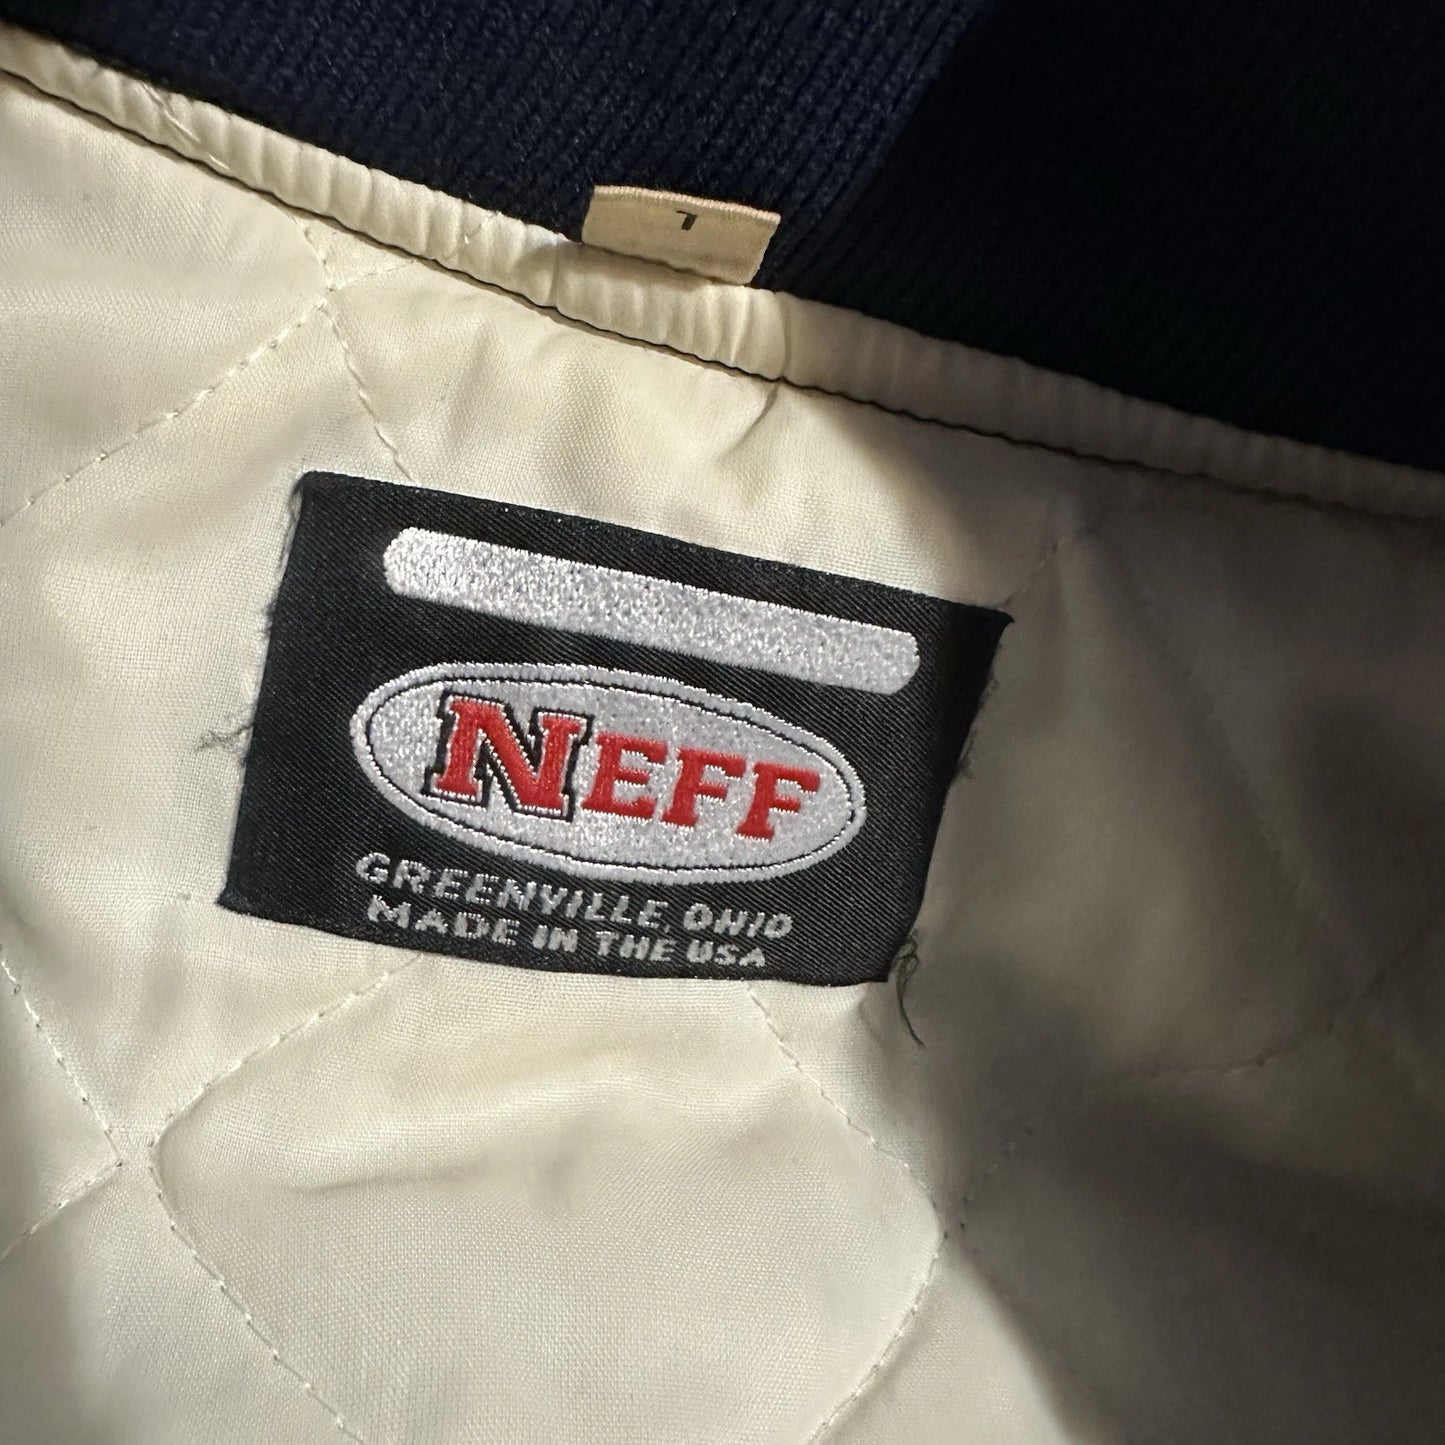 NEFF
GREENVILLE, OHIO
MADE IN THE USA